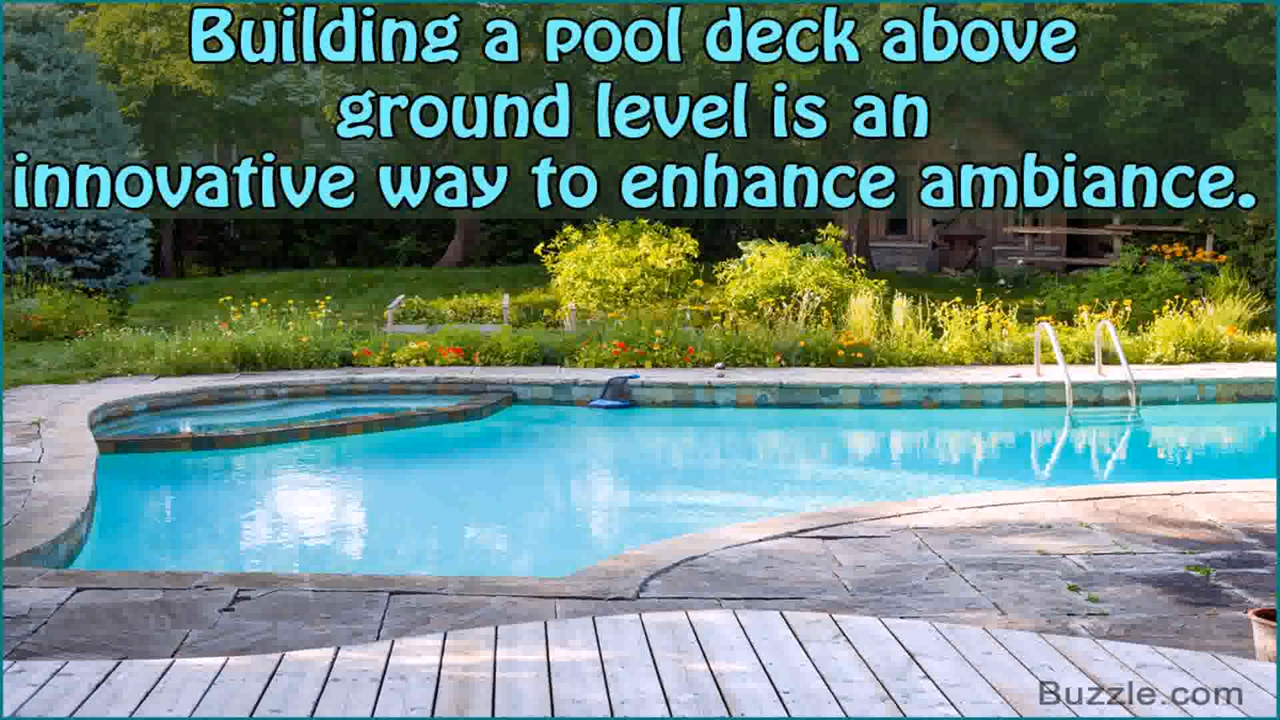 Building a pool deck above
ground level is an
innovative way to enhance ambiance.
Buzzle.com